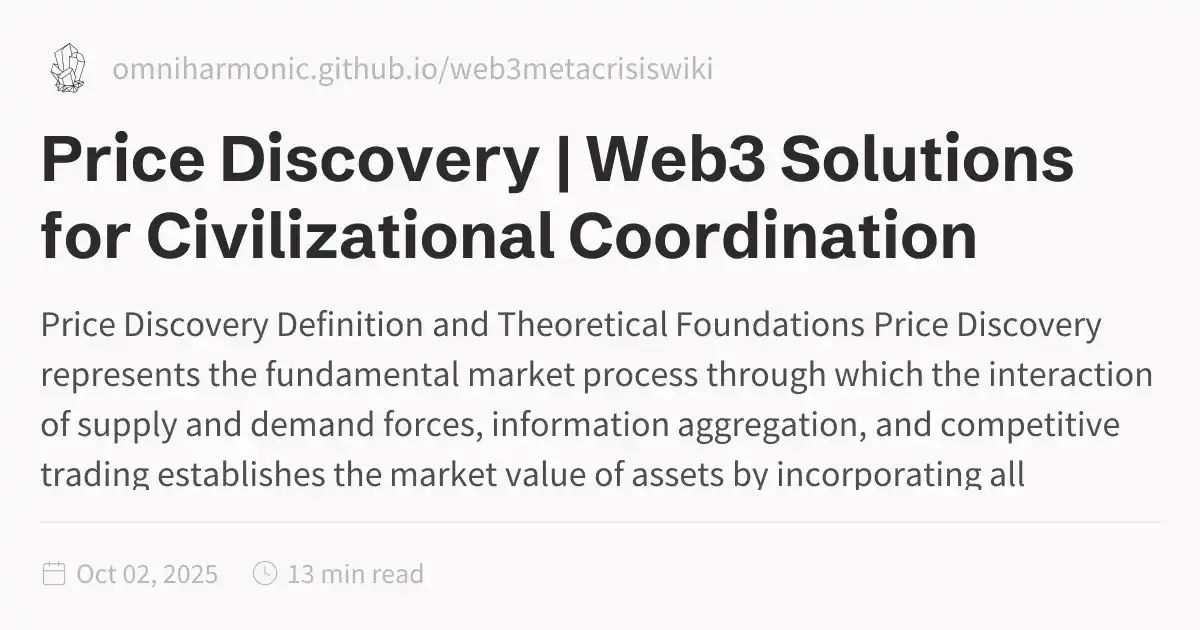 omniharmonic.github.io/web3metacrisiswiki
Price Discovery | Web3 Solutions
for Civilizational Coordination
Price Discovery Definition and Theoretical Foundations Price Discovery
represents the fundamental market process through which the interaction
of supply and demand forces, information aggregation, and competitive
trading establishes the market value of assets by incorporating all
Oct 02, 2025
13 min read